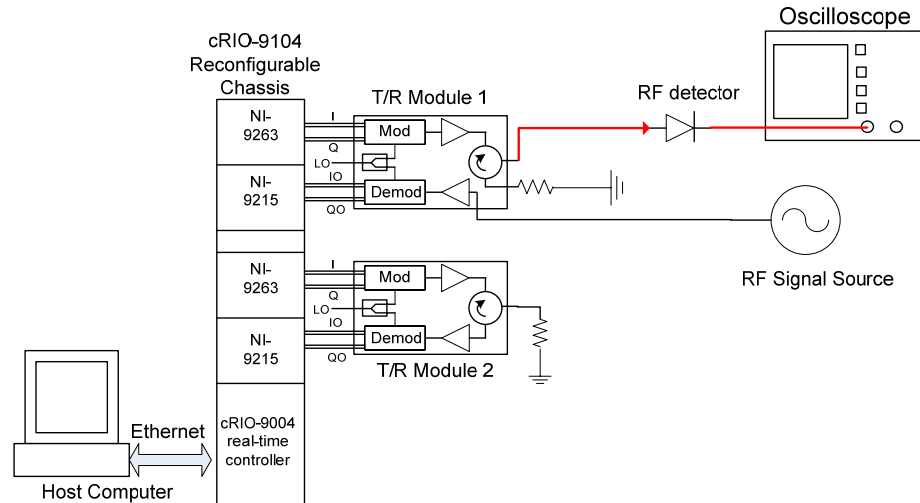 Oscilloscope
cRIO-9104
Reconfigurable
Chassis
T/R Module 1
RF detector
NI-
9263
I
Q
Mod
LO
IO
NI-
9215
QO
Demod
RF Signal Source
NI-
9263
I
Q
Mod
LO
IO
NI-
9215
QO
Demod
T/R Module 2
cRIO-9004
real-time
controller
Ethernet
Host Computer